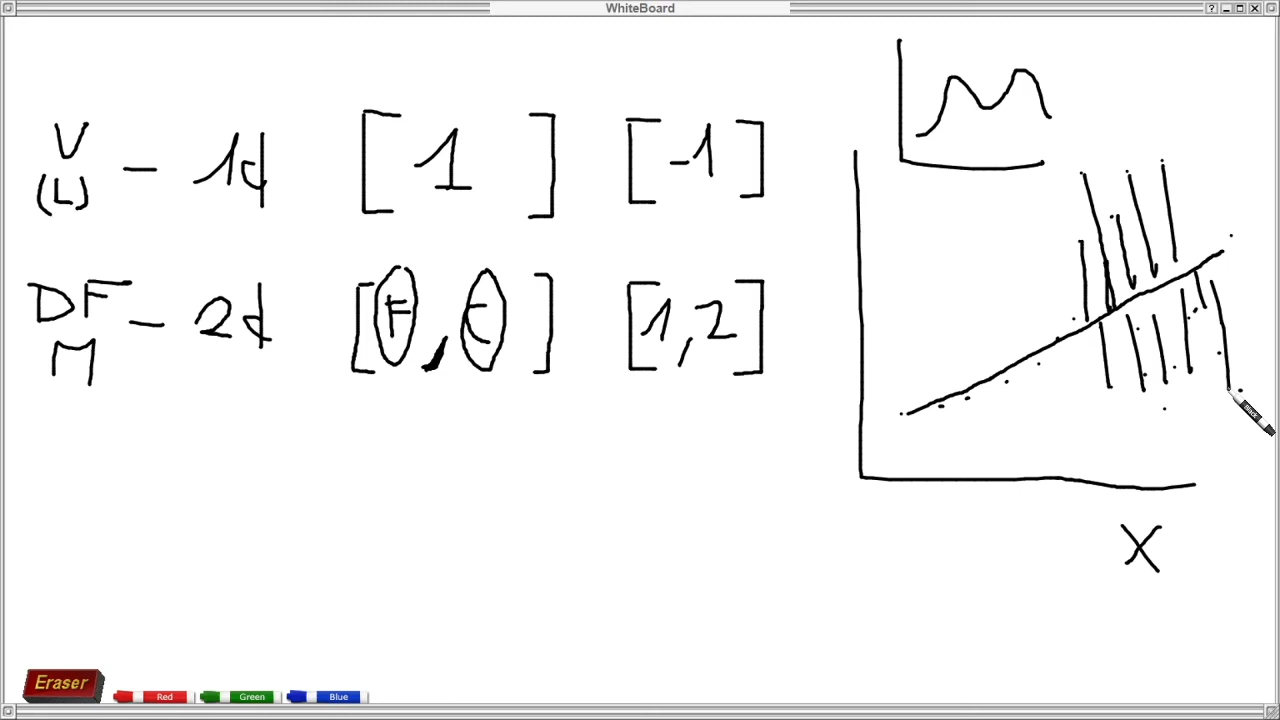 WhiteBoard
V - 1d [ 1 ] [-1]
(L)
DF - 2d [F, E] [1,2]
M
X
Eraser Red Green Blue